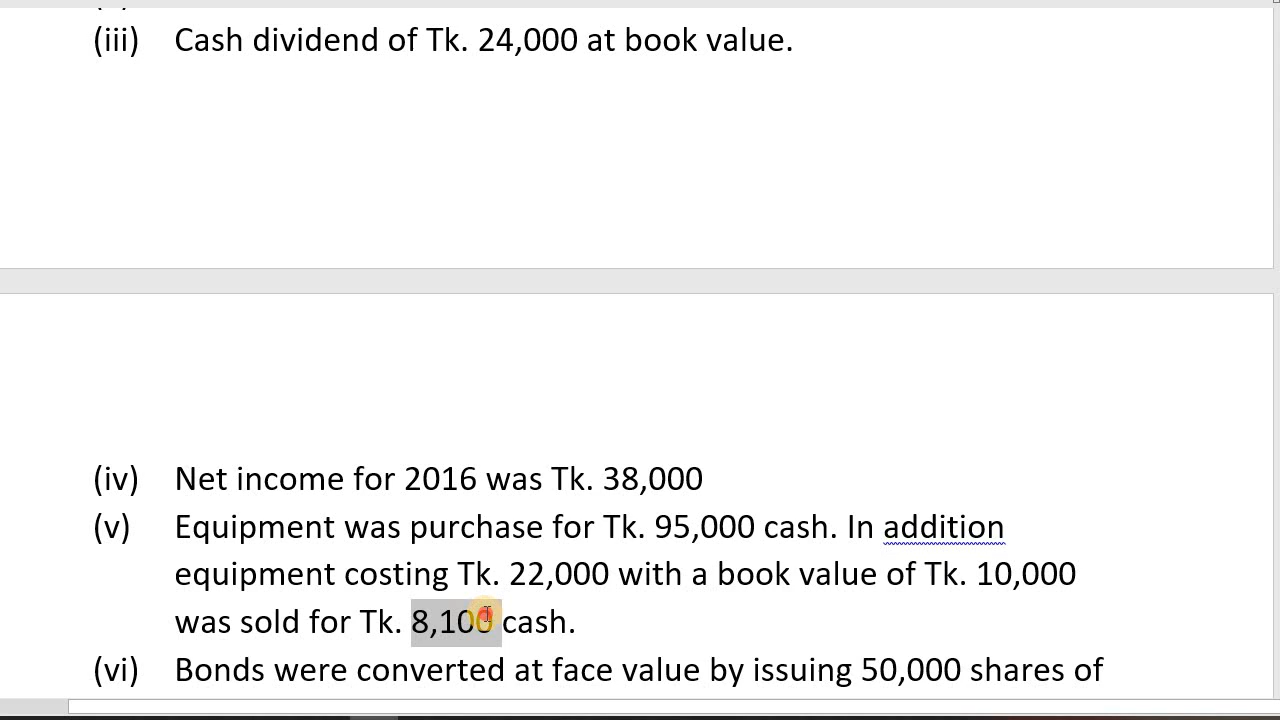 (iii) Cash dividend of Tk. 24,000 at book value.
(iv) Net income for 2016 was Tk. 38,000
(v) Equipment was purchase for Tk. 95,000 cash. In addition
equipment costing Tk. 22,000 with a book value of Tk. 10,000
was sold for Tk. 8,100 cash.
(vi) Bonds were converted at face value by issuing 50,000 shares of